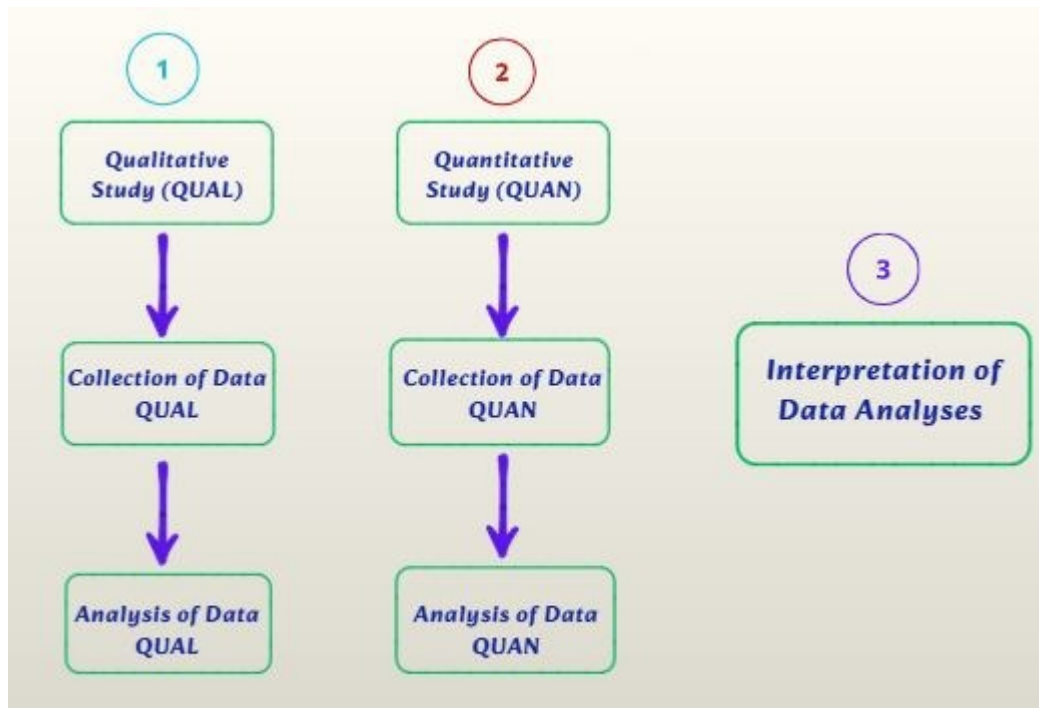 1
Qualitative
Study (QUAL)
Collection of Data
QUAL
Analysis of Data
QUAL
2
Quantitative
Study (QUAN)
Collection of Data
QUAN
Analysis of Data
QUAN
3
Interpretation of
Data Analyses